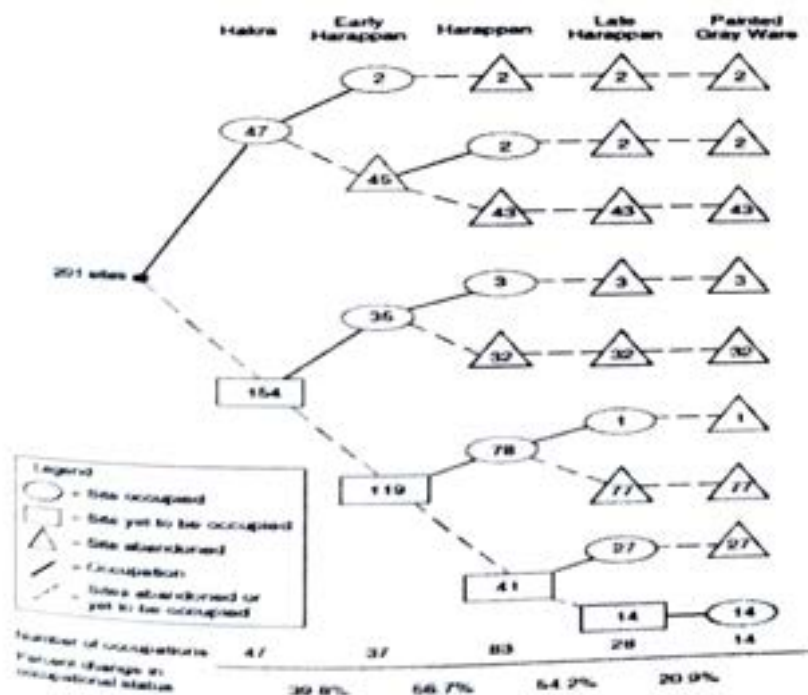 Hakra Early Harappan Harappan Late Harappan Painted Gray Ware
2 2 2 2
47
2 2 2
45
43 43 43
201 sites
3 3 3
35
32 32 32
154
1 1
78
119
77 77
27 27
41
14 14
Legend
- Site occupied
- Site yet to be occupied
- Site abandoned
- Occupation
- Sites abandoned or
yet to be occupied
Number of occupations 47 37 83 28 14
Percent change in
occupational status 39.8% 56.7% 54.2% 20.9%